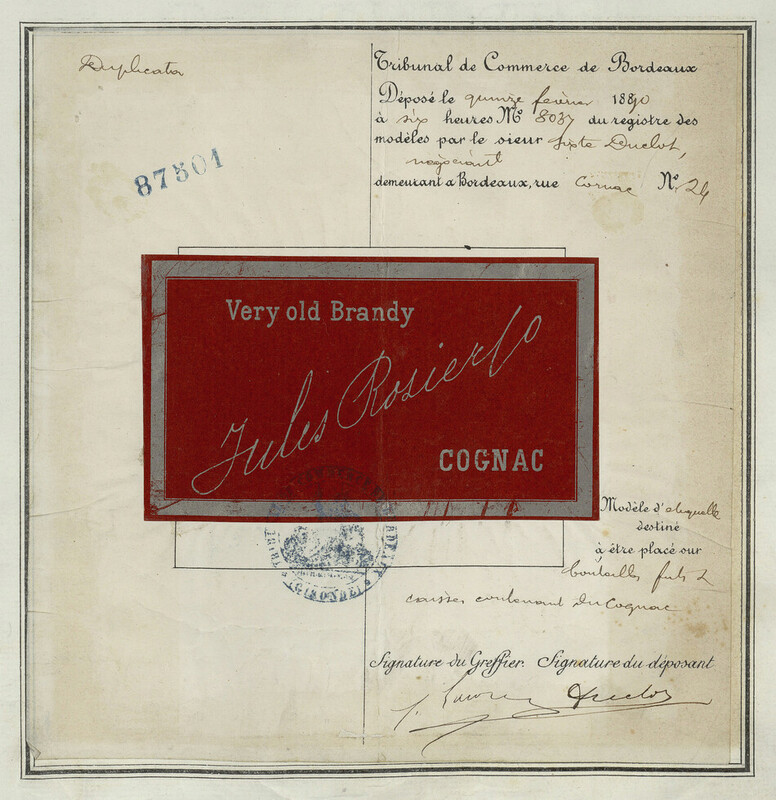 Duplicata
Tribunal de Commerce de Bordeaux
Déposé le quinze février 1890
à six heures No 8037 du registre des
modèles par le sieur Sixte Duclot,
négociant
demeurant a Bordeaux, rue Cornac No. 24
87501
Very old Brandy
Jules Rosier & Co
COGNAC
TRIBUNAL
(GIRONDE)
Modèle d'étiquette
destiné
à être placé sur
bouteilles futs &
caisses contenant du Cognac
Signature du Greffier. Signature du déposant
Duclot